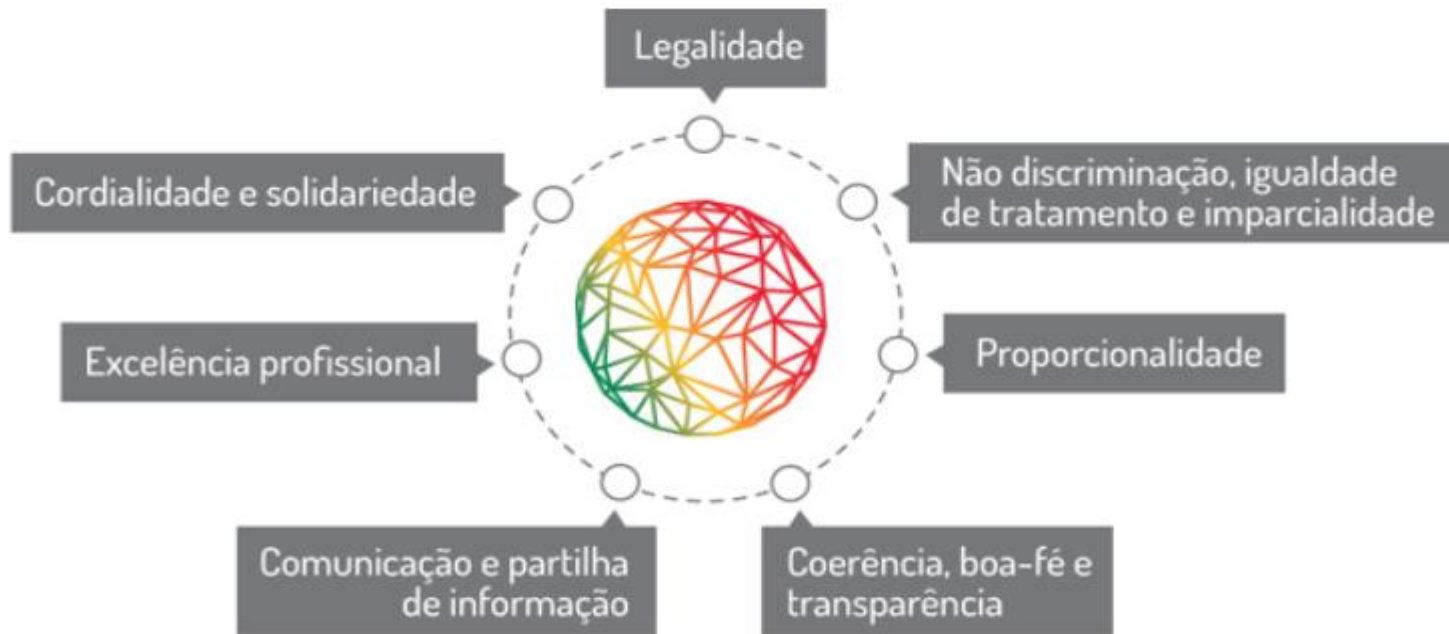 Legalidade
Cordialidade e solidariedade
Não discriminação, igualdade
de tratamento e imparcialidade
Excelência profissional
Proporcionalidade
Comunicação e partilha
de informação
Coerência, boa-fé e
transparência